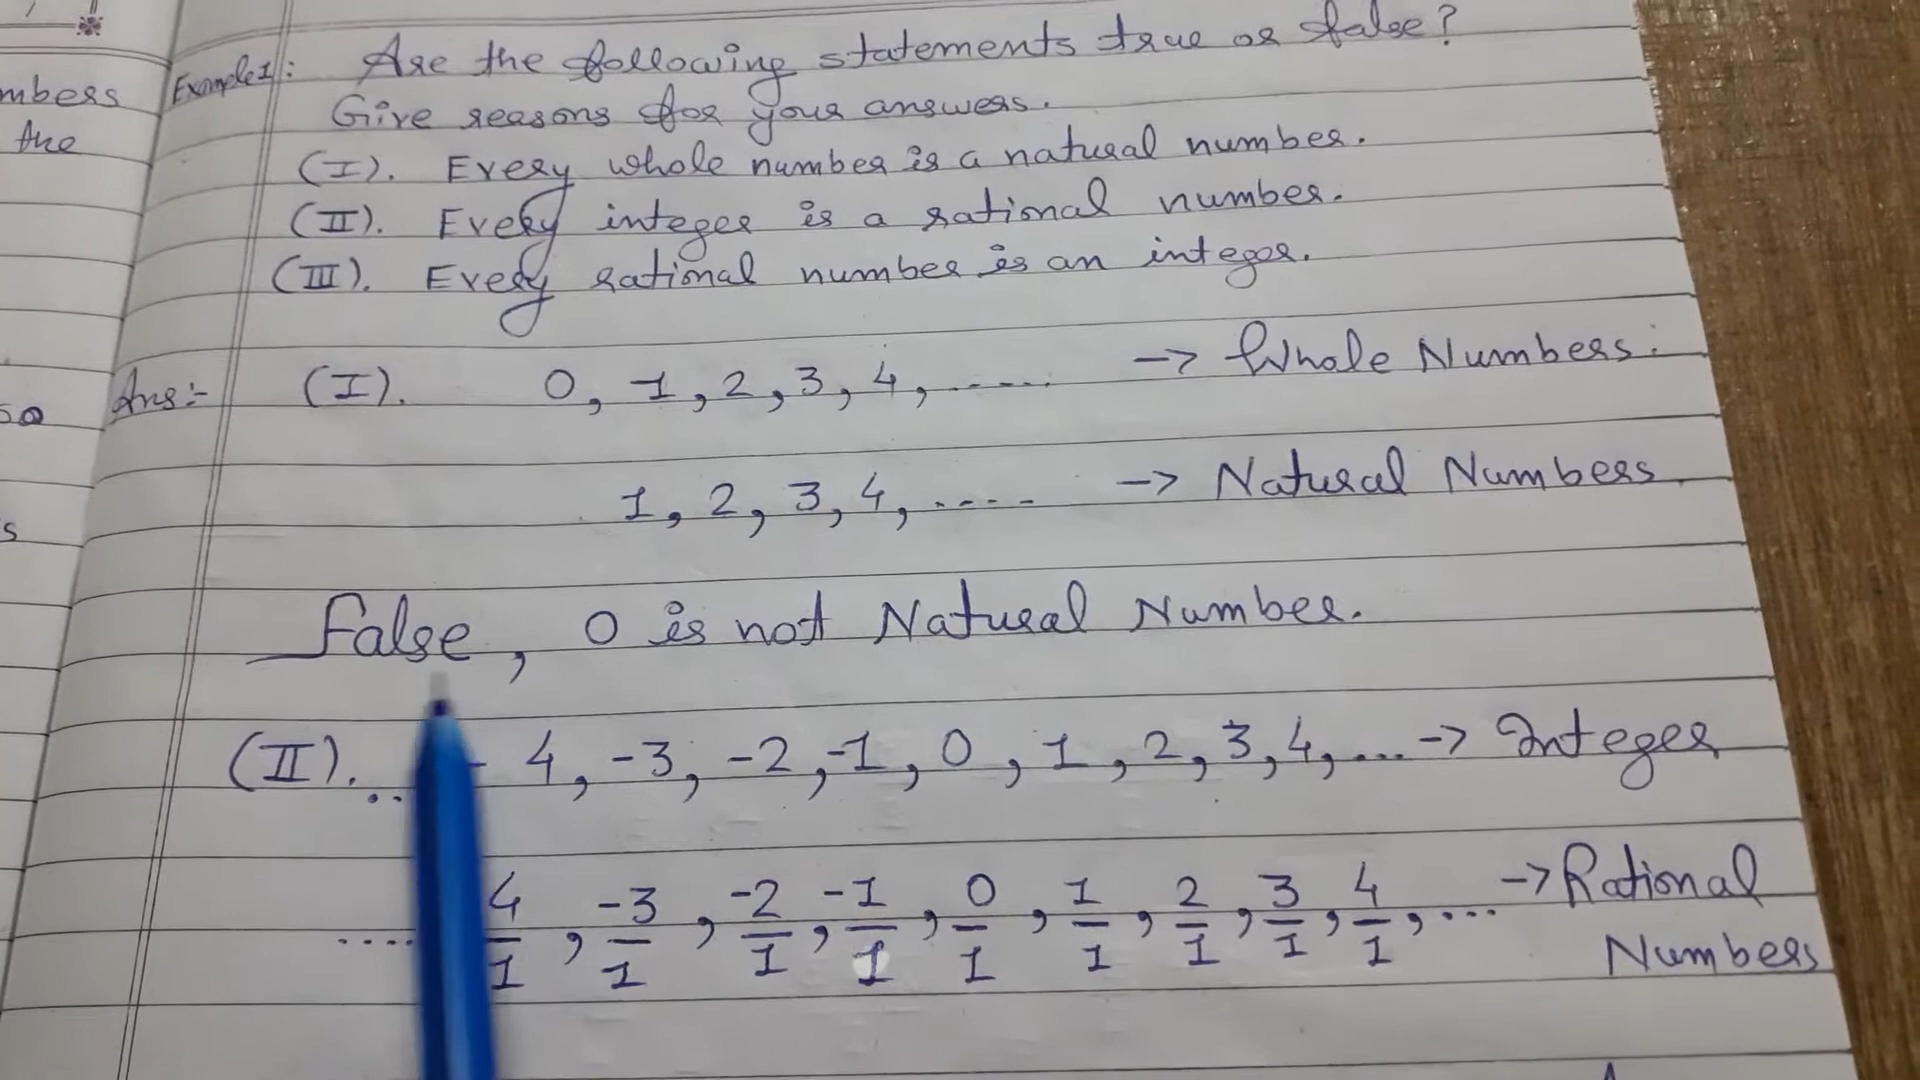 mbers
the
so
s
Example 1: Are the following statements true or false?
Give reasons for your answers.
(I). Every whole number is a natural number.
(II). Every integer is a rational number.
(III). Every rational number is an integer.
Ans:- (I). 0, 1, 2, 3, 4, ..... -> Whole Numbers.
1, 2, 3, 4, .... -> Natural Numbers
False, 0 is not Natural Number.
(II). .. - 4, -3, -2, -1, 0, 1, 2, 3, 4, ... -> Integer
.... 4/1, -3/1, -2/1, -1/1, 0/1, 1/1, 2/1, 3/1, 4/1, ... -> Rational
Numbers